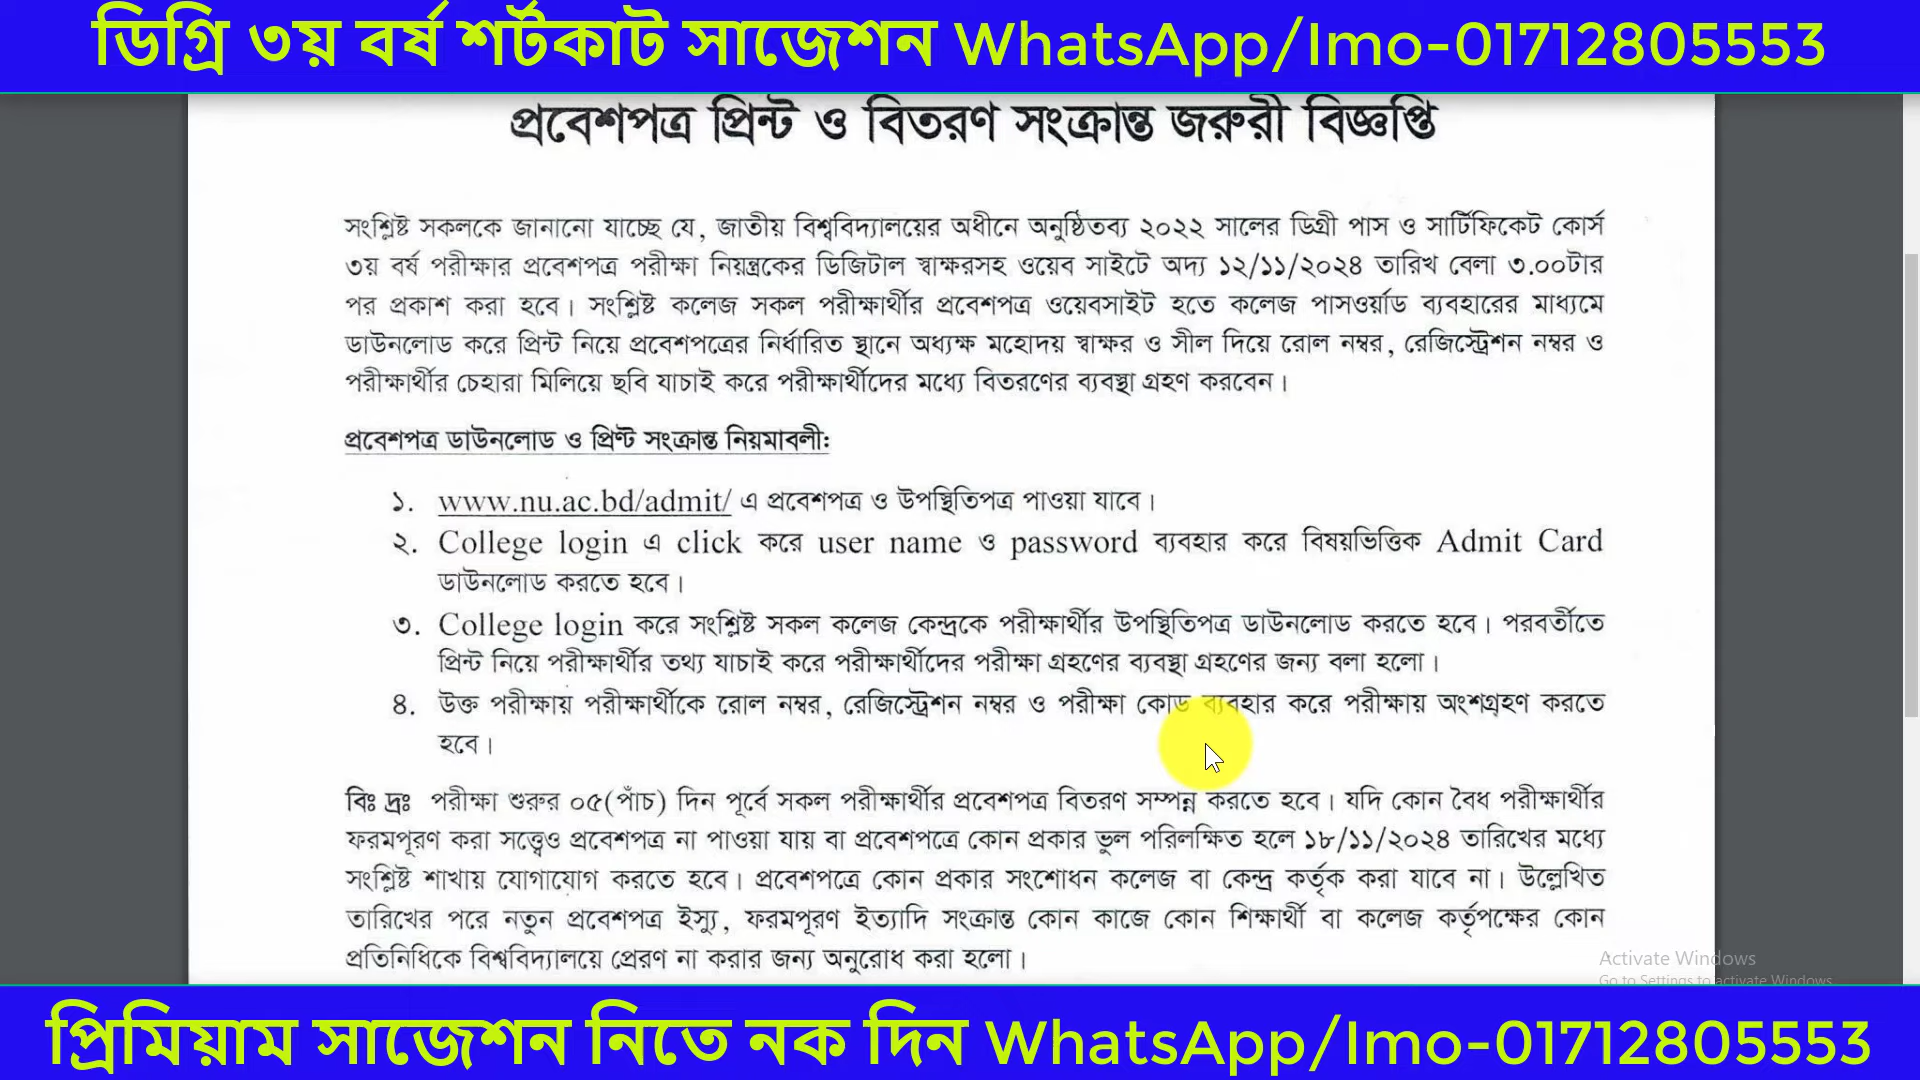 ডিগ্রি ৩য় বর্ষ শর্টকাট সাজেশন WhatsApp/Imo-01712805553
প্রবেশপত্র প্রিন্ট ও বিতরণ সংক্রান্ত জরুরী বিজ্ঞপ্তি
সংশ্লিষ্ট সকলকে জানানো যাচ্ছে যে, জাতীয় বিশ্ববিদ্যালয়ের অধীনে অনুষ্ঠিতব্য ২০২২ সালের ডিগ্রী পাস ও সার্টিফিকেট কোর্স
৩য় বর্ষ পরীক্ষার প্রবেশপত্র পরীক্ষা নিয়ন্ত্রকের ডিজিটাল স্বাক্ষরসহ ওয়েব সাইটে অদ্য ১২/১১/২০২৪ তারিখ বেলা ৩.০০টার
পর প্রকাশ করা হবে। সংশ্লিষ্ট কলেজ সকল পরীক্ষার্থীর প্রবেশপত্র ওয়েবসাইট হতে কলেজ পাসওয়ার্ড ব্যবহারের মাধ্যমে
ডাউনলোড করে প্রিন্ট নিয়ে প্রবেশপত্রের নির্ধারিত স্থানে অধ্যক্ষ মহোদয় স্বাক্ষর ও সীল দিয়ে রোল নম্বর, রেজিস্ট্রেশন নম্বর ও
পরীক্ষার্থীর চেহারা মিলিয়ে ছবি যাচাই করে পরীক্ষার্থীদের মধ্যে বিতরণের ব্যবস্থা গ্রহণ করবেন।
প্রবেশপত্র ডাউনলোড ও প্রিণ্ট সংক্রান্ত নিয়মাবলী:
১. www.nu.ac.bd/admit/ এ প্রবেশপত্র ও উপস্থিতিপত্র পাওয়া যাবে।
২. College login এ click করে user name ও password ব্যবহার করে বিষয়ভিত্তিক Admit Card
ডাউনলোড করতে হবে।
৩. College login করে সংশ্লিষ্ট সকল কলেজ কেন্দ্রকে পরীক্ষার্থীর উপস্থিতিপত্র ডাউনলোড করতে হবে। পরবর্তীতে
প্রিন্ট নিয়ে পরীক্ষার্থীর তথ্য যাচাই করে পরীক্ষার্থীদের পরীক্ষা গ্রহণের ব্যবস্থা গ্রহণের জন্য বলা হলো।
৪. উক্ত পরীক্ষায় পরীক্ষার্থীকে রোল নম্বর, রেজিস্ট্রেশন নম্বর ও পরীক্ষা কোড ব্যবহার করে পরীক্ষায় অংশগ্রহণ করতে
হবে।
বিঃ দ্রঃ পরীক্ষা শুরুর ০৫(পাঁচ) দিন পূর্বে সকল পরীক্ষার্থীর প্রবেশপত্র বিতরণ সম্পন্ন করতে হবে। যদি কোন বৈধ পরীক্ষার্থীর
ফরমপূরণ করা সত্ত্বেও প্রবেশপত্র না পাওয়া যায় বা প্রবেশপত্রে কোন প্রকার ভুল পরিলক্ষিত হলে ১৮/১১/২০২৪ তারিখের মধ্যে
সংশ্লিষ্ট শাখায় যোগাযোগ করতে হবে। প্রবেশপত্রে কোন প্রকার সংশোধন কলেজ বা কেন্দ্র কর্তৃক করা যাবে না। উল্লেখিত
তারিখের পরে নতুন প্রবেশপত্র ইস্যু, ফরমপূরণ ইত্যাদি সংক্রান্ত কোন কাজে কোন শিক্ষার্থী বা কলেজ কর্তৃপক্ষের কোন
প্রতিনিধিকে বিশ্ববিদ্যালয়ে প্রেরণ না করার জন্য অনুরোধ করা হলো।
Activate Windows
Go to Settings to activate Windows.
প্রিমিয়াম সাজেশন নিতে নক দিন WhatsApp/Imo-01712805553